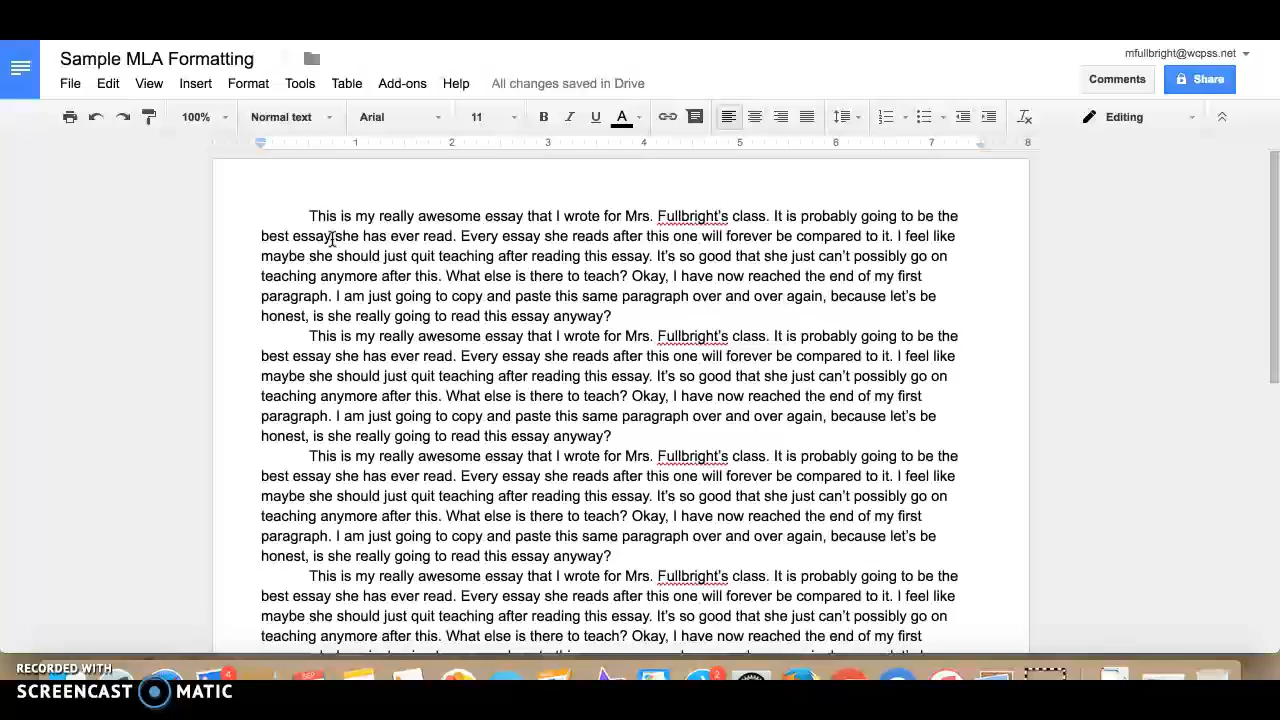 Sample MLA Formatting
mfullbright@wcpss.net
File Edit View Insert Format Tools Table Add-ons Help All changes saved in Drive
Comments Share
100% Normal text Arial 11 B I U A Editing
1 2 3 4 5 6 7 8
This is my really awesome essay that I wrote for Mrs. Fullbright's class. It is probably going to be the
best essay she has ever read. Every essay she reads after this one will forever be compared to it. I feel like
maybe she should just quit teaching after reading this essay. It's so good that she just can't possibly go on
teaching anymore after this. What else is there to teach? Okay, I have now reached the end of my first
paragraph. I am just going to copy and paste this same paragraph over and over again, because let's be
honest, is she really going to read this essay anyway?
This is my really awesome essay that I wrote for Mrs. Fullbright's class. It is probably going to be the
best essay she has ever read. Every essay she reads after this one will forever be compared to it. I feel like
maybe she should just quit teaching after reading this essay. It's so good that she just can't possibly go on
teaching anymore after this. What else is there to teach? Okay, I have now reached the end of my first
paragraph. I am just going to copy and paste this same paragraph over and over again, because let's be
honest, is she really going to read this essay anyway?
This is my really awesome essay that I wrote for Mrs. Fullbright's class. It is probably going to be the
best essay she has ever read. Every essay she reads after this one will forever be compared to it. I feel like
maybe she should just quit teaching after reading this essay. It's so good that she just can't possibly go on
teaching anymore after this. What else is there to teach? Okay, I have now reached the end of my first
paragraph. I am just going to copy and paste this same paragraph over and over again, because let's be
honest, is she really going to read this essay anyway?
This is my really awesome essay that I wrote for Mrs. Fullbright's class. It is probably going to be the
best essay she has ever read. Every essay she reads after this one will forever be compared to it. I feel like
maybe she should just quit teaching after reading this essay. It's so good that she just can't possibly go on
teaching anymore after this. What else is there to teach? Okay, I have now reached the end of my first
RECORDED WITH
SCREENCAST MATIC
4
SEP
2